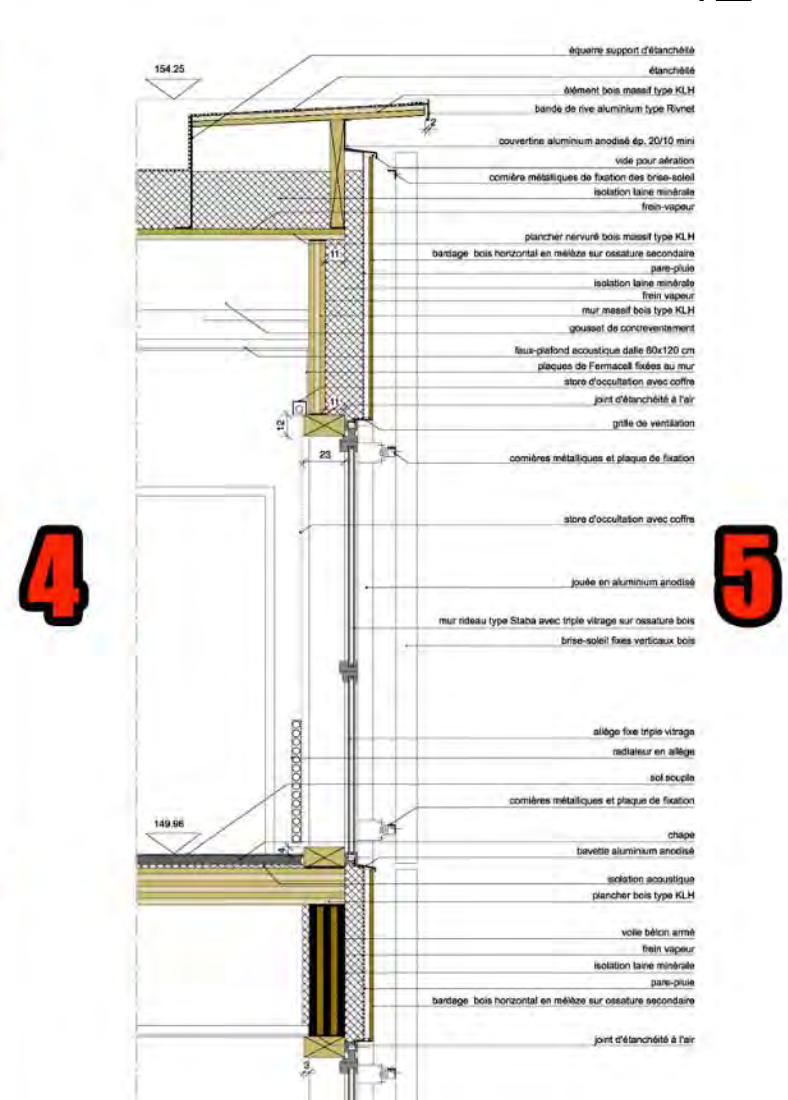 équerre support d'étanchéité
154.25
étanchéité
élément bois massif type KLH
bande de rive aluminium type Rivnet
2
couvertine aluminium anodisé ép. 20/10 mini
vide pour aération
cornière métalliques de fixation des brise-soleil
isolation laine minérale
frein-vapeur
plancher nervuré bois massif type KLH
bardage bois horizontal en mélèze sur ossature secondaire
11
pare-pluie
isolation laine minérale
frein vapeur
mur massif bois type KLH
gousset de contreventement
faux-plafond acoustique dalle 60x120 cm
plaques de Fermacell fixées au mur
store d'occultation avec coffre
11
joint d'étanchéité à l'air
12
grille de ventilation
23
cornières métalliques et plaque de fixation
store d'occultation avec coffre
4
5
jouée en aluminium anodisé
mur rideau type Staba avec triple vitrage sur ossature bois
brise-soleil fixes verticaux bois
allège fixe triple vitrage
radiateur en allège
sol souple
cornières métalliques et plaque de fixation
149.96
chape
4
bavette aluminium anodisé
isolation acoustique
plancher bois type KLH
voile béton armé
frein vapeur
isolation laine minérale
pare-pluie
bardage bois horizontal en mélèze sur ossature secondaire
joint d'étanchéité à l'air
3